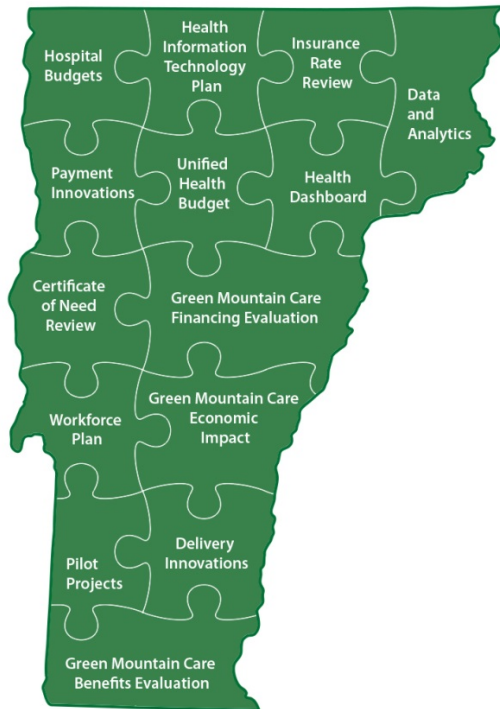 Hospital
Budgets
Health
Information
Technology
Plan
Insurance
Rate
Review
Data
and
Analytics
Payment
Innovations
Unified
Health
Budget
Health
Dashboard
Certificate
of Need
Review
Green Mountain Care
Financing Evaluation
Workforce
Plan
Green Mountain Care
Economic
Impact
Pilot
Projects
Delivery
Innovations
Green Mountain Care
Benefits Evaluation